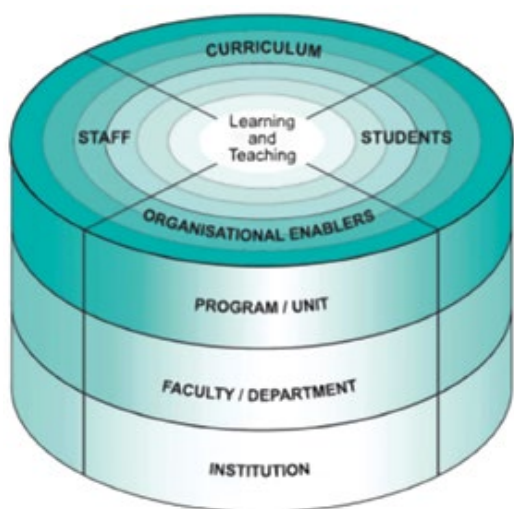 CURRICULUM
Learning
and
Teaching
STAFF
STUDENTS
ORGANISATIONAL ENABLERS
PROGRAM / UNIT
FACULTY / DEPARTMENT
INSTITUTION